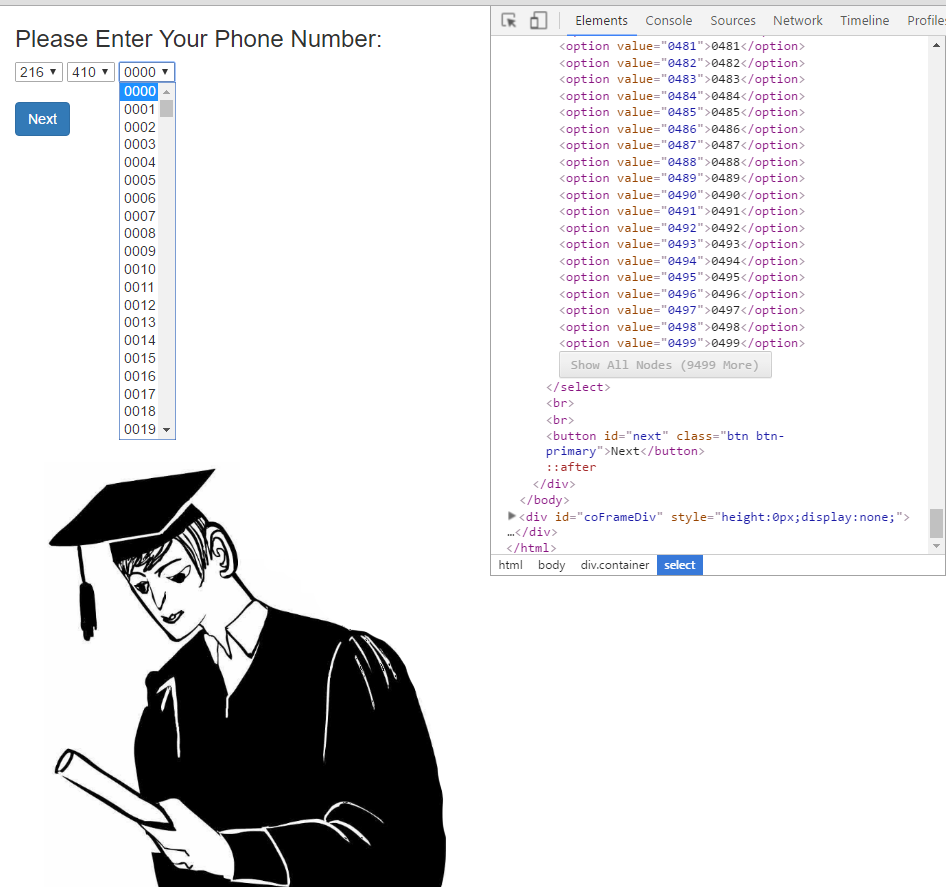 Please Enter Your Phone Number:
216 410 0000
0000
0001
0002
0003
0004
0005
0006
0007
0008
0009
0010
0011
0012
0013
0014
0015
0016
0017
0018
0019
Next
Elements Console Sources Network Timeline Profile
<option value="0481">0481</option>
<option value="0482">0482</option>
<option value="0483">0483</option>
<option value="0484">0484</option>
<option value="0485">0485</option>
<option value="0486">0486</option>
<option value="0487">0487</option>
<option value="0488">0488</option>
<option value="0489">0489</option>
<option value="0490">0490</option>
<option value="0491">0491</option>
<option value="0492">0492</option>
<option value="0493">0493</option>
<option value="0494">0494</option>
<option value="0495">0495</option>
<option value="0496">0496</option>
<option value="0497">0497</option>
<option value="0498">0498</option>
<option value="0499">0499</option>
Show All Nodes (9499 More)
</select>
<br>
<br>
<button id="next" class="btn btn-
primary">Next</button>
::after
</div>
</body>
<div id="coFrameDiv" style="height:0px;display:none;">
…</div>
</html>
html body div.container select